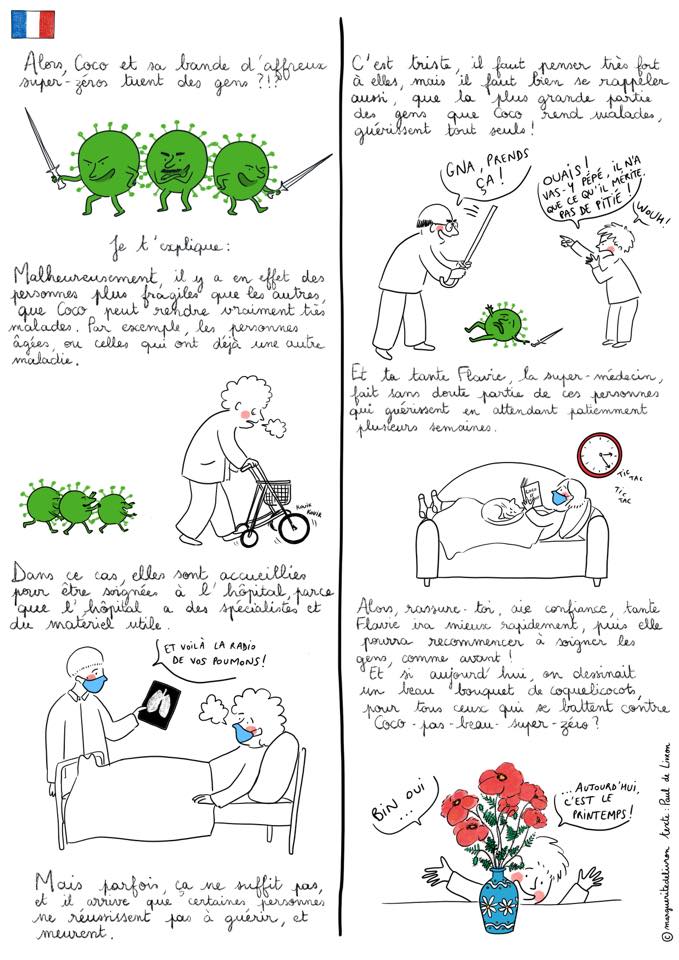 Alors, Coco et sa bande d'affreux
super-zéros tuent des gens ?!?
Je t'explique :
Malheureusement, il y a en effet des
personnes plus fragiles que les autres,
que Coco peut rendre vraiment très
malades. Par exemple, les personnes
âgées, ou celles qui ont déjà une autre
maladie.
KOUIK
KOUIK
Dans ce cas, elles sont accueillies
pour être soignées à l'hôpital, parce
que l'hôpital a des spécialistes et
du matériel utile.
ET VOILÀ LA RADIO
DE VOS POUMONS !
Mais parfois, ça ne suffit pas,
et il arrive que certaines personnes
ne réussissent pas à guérir, et
meurent.
C'est triste, il faut penser très fort
à elles, mais il faut bien se rappeler
aussi, que la plus grande partie
des gens que Coco rend malades,
guérissent tout seuls !
GNA, PRENDS
ÇA !
OUAIS !
VAS-Y PÉPÉ, IL N'A
QUE CE QU'IL MÉRITE.
PAS DE PITIÉ !
WOUH !
Et ta tante Flavie, la super-médecin,
fait sans doute partie de ces personnes
qui guérissent en attendant patiemment
plusieurs semaines.
TIC
TAC
TIC
TAC
Alors, rassure-toi, aie confiance, tante
Flavie ira mieux rapidement, puis elle
pourra recommencer à soigner les
gens, comme avant !
Et si aujourd'hui, on dessinait
un beau bouquet de coquelicots,
pour tous ceux qui se battent contre
Coco-pas-beau-super-zéro ?
BIN OUI
...
...AUJOURD'HUI,
C'EST LE
PRINTEMPS !
© margueritedelivron texte : Paul de Livron